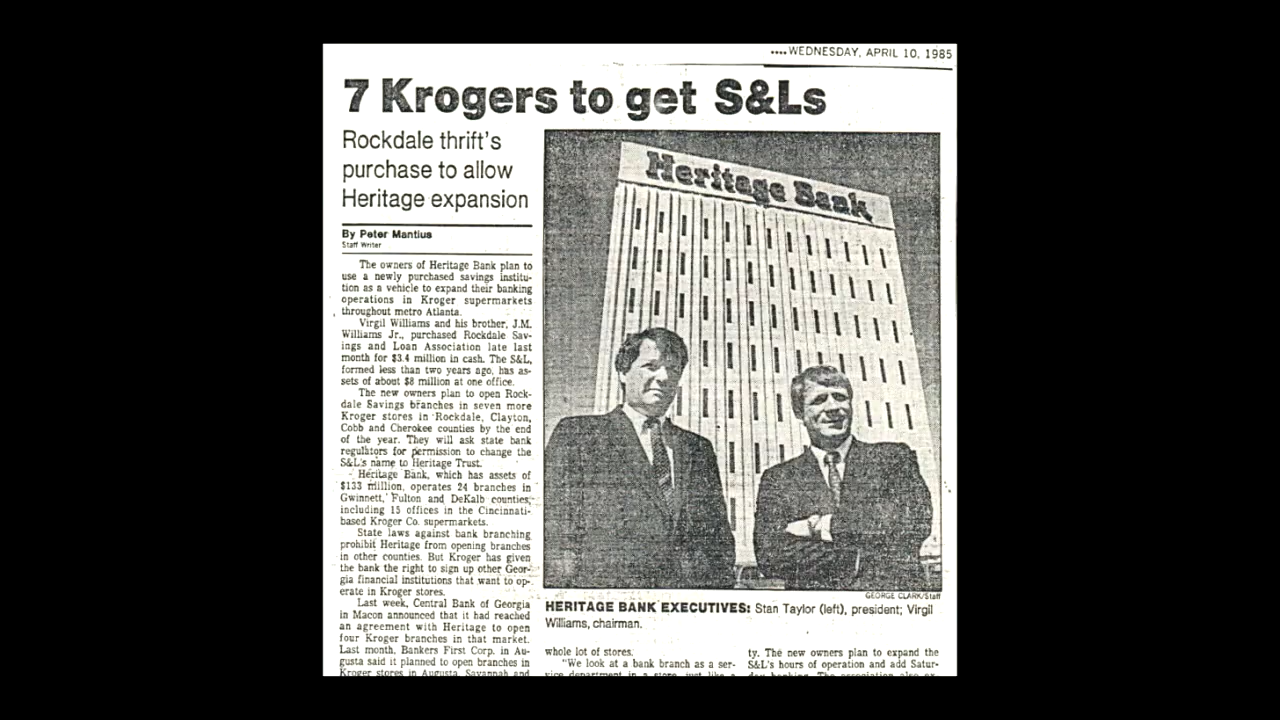 •••• WEDNESDAY, APRIL 10, 1985
7 Krogers to get S&Ls
Rockdale thrift's
purchase to allow
Heritage expansion
By Peter Mantius
Staff Writer
The owners of Heritage Bank plan to
use a newly purchased savings institu-
tion as a vehicle to expand their banking
operations in Kroger supermarkets
throughout metro Atlanta.
Virgil Williams and his brother, J.M.
Williams Jr., purchased Rockdale Sav-
ings and Loan Association late last
month for $3.4 million in cash. The S&L,
formed less than two years ago, has as-
sets of about $8 million at one office.
The new owners plan to open Rock-
dale Savings branches in seven more
Kroger stores in Rockdale, Clayton,
Cobb and Cherokee counties by the end
of the year. They will ask state bank
regulators for permission to change the
S&L's name to Heritage Trust.
Heritage Bank, which has assets of
$133 million, operates 24 branches in
Gwinnett, Fulton and DeKalb counties,
including 15 offices in the Cincinnati-
based Kroger Co. supermarkets.
State laws against bank branching
prohibit Heritage from opening branches
in other counties. But Kroger has given
the bank the right to sign up other Geor-
gia financial institutions that want to op-
erate in Kroger stores.
Last week, Central Bank of Georgia
in Macon announced that it had reached
an agreement with Heritage to open
four Kroger branches in that market.
Last month, Bankers First Corp. in Au-
gusta said it planned to open branches in
Kroger stores in Augusta, Savannah and
Heritage Bank
GEORGE CLARK/Staff
HERITAGE BANK EXECUTIVES: Stan Taylor (left), president; Virgil
Williams, chairman.
whole lot of stores.
"We look at a bank branch as a ser-
vice department in a store, just like a
ty. The new owners plan to expand the
S&L's hours of operation and add Satur-
day banking. The association also ex-